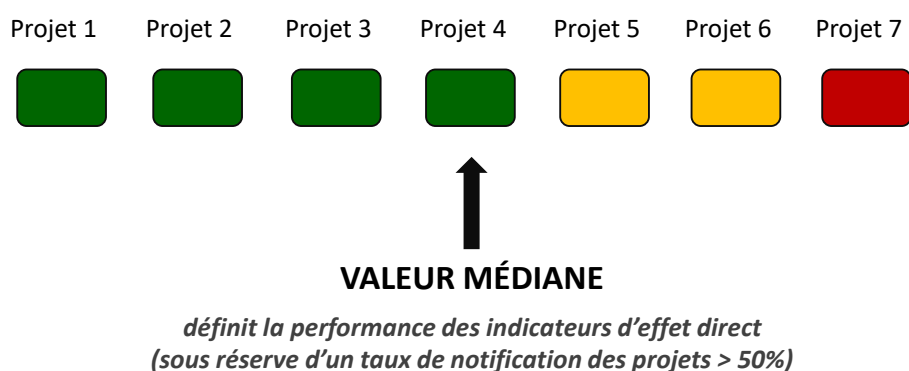 Projet 1 Projet 2 Projet 3 Projet 4 Projet 5 Projet 6 Projet 7
VALEUR MÉDIANE
définit la performance des indicateurs d’effet direct
(sous réserve d’un taux de notification des projets > 50%)